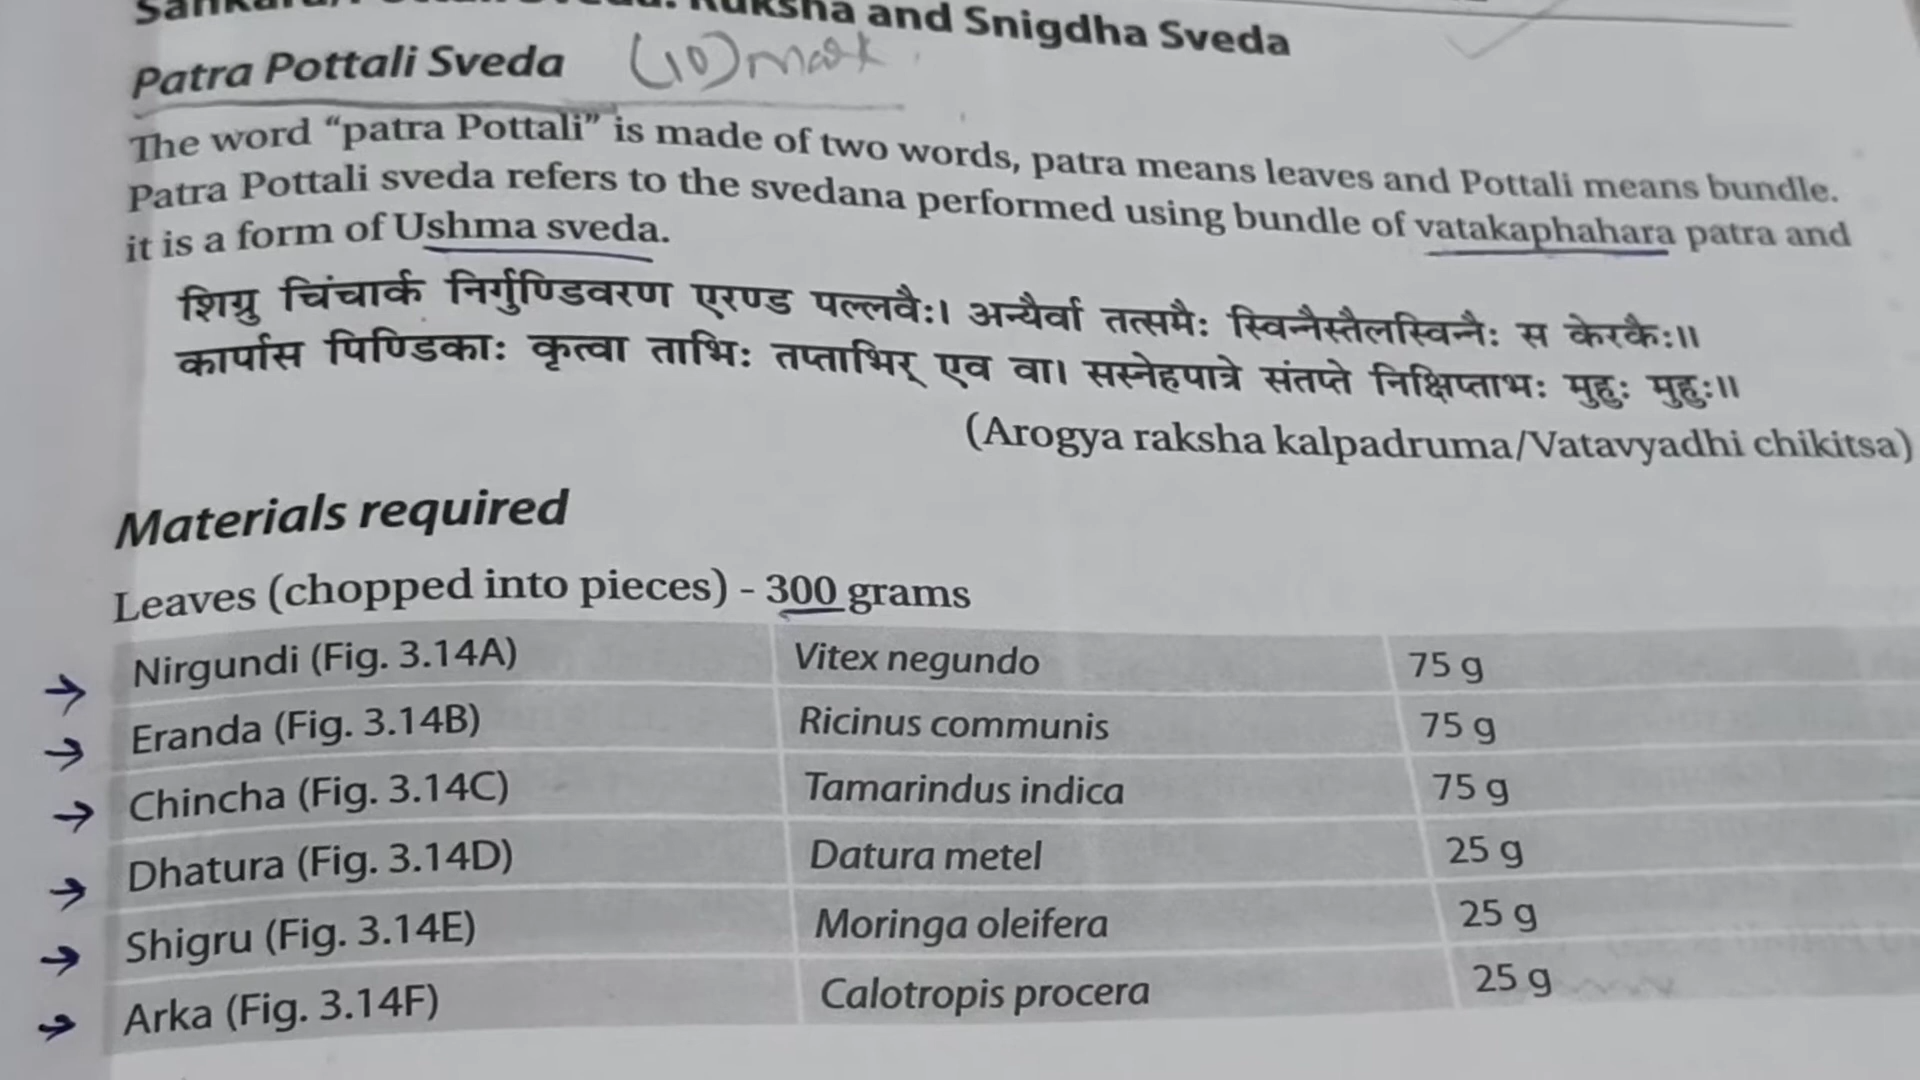 Sankara/Pottali Sveda: Ruksha and Snigdha Sveda
Patra Pottali Sveda (10) mark.
The word “patra Pottali” is made of two words, patra means leaves and Pottali means bundle.
Patra Pottali sveda refers to the svedana performed using bundle of vatakaphahara patra and
it is a form of Ushma sveda.
शिग्रु चिंचार्क निर्गुण्डिवरण एरण्ड पल्लवैः। अन्यैर्वा तत्समैः स्विन्नैस्तैलस्विन्नैः स केरकैः॥
कार्पास पिण्डिकाः कृत्वा ताभिः तप्ताभिर् एव वा। सस्नेहपात्रे संतप्ते निक्षिप्ताभः मुहुः मुहुः॥
(Arogya raksha kalpadruma/Vatavyadhi chikitsa)
Materials required
Leaves (chopped into pieces) - 300 grams
Nirgundi (Fig. 3.14A) Vitex negundo 75 g
Eranda (Fig. 3.14B) Ricinus communis 75 g
Chincha (Fig. 3.14C) Tamarindus indica 75 g
Dhatura (Fig. 3.14D) Datura metel 25 g
Shigru (Fig. 3.14E) Moringa oleifera 25 g
Arka (Fig. 3.14F) Calotropis procera 25 g